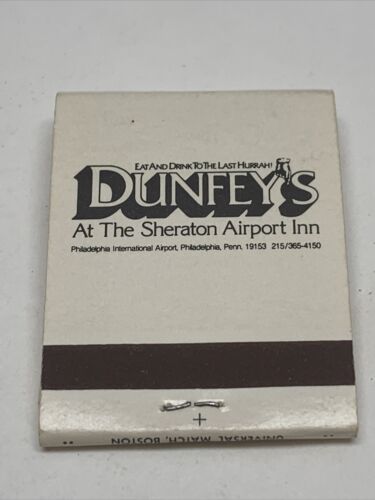 EAT AND DRINK TO THE LAST HURRAH!
DUNFEY'S
At The Sheraton Airport Inn
Philadelphia International Airport, Philadelphia, Penn. 19153 215/365-4150
UNIVERSAL MATCH, BOSTON